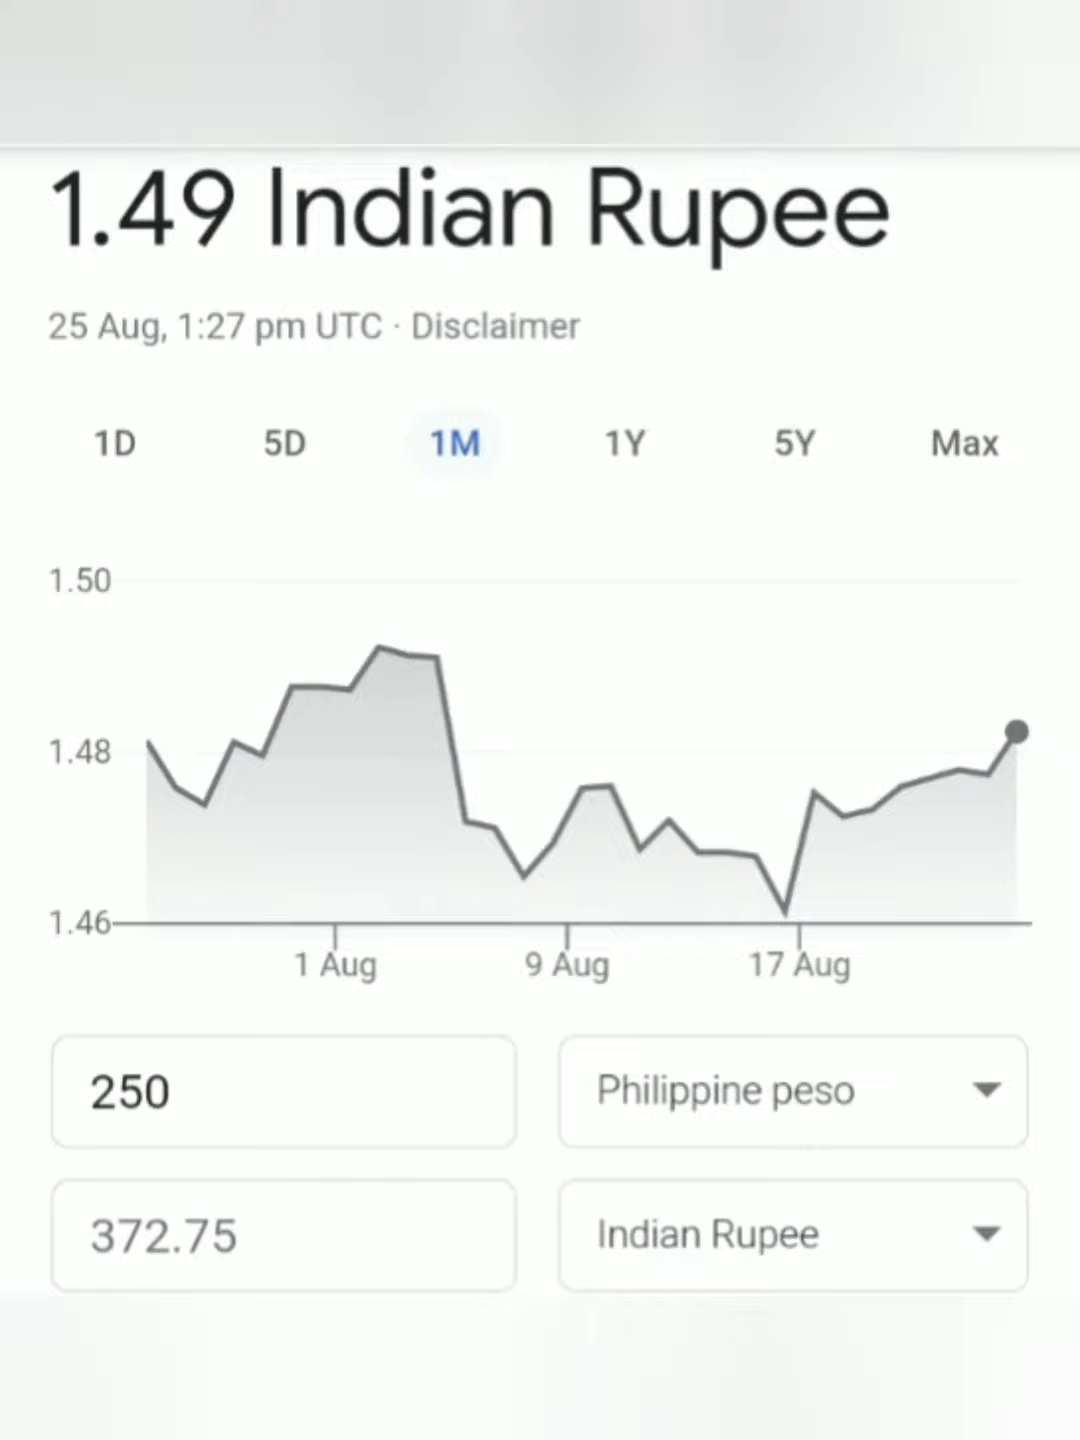 1.49 Indian Rupee
25 Aug, 1:27 pm UTC · Disclaimer
1D 5D 1M 1Y 5Y Max
1.50
1.48
1.46
1 Aug 9 Aug 17 Aug
250 Philippine peso
372.75 Indian Rupee